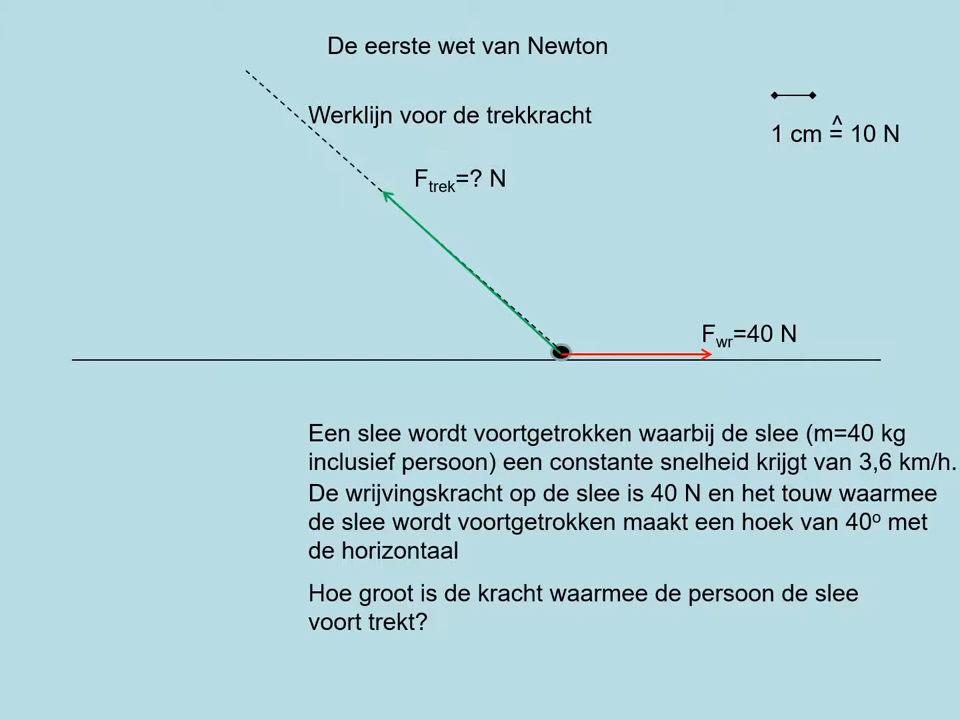 De eerste wet van Newton
Werklijn voor de trekkracht
1 cm ≙ 10 N
Ftrek=? N
Fwr=40 N
Een slee wordt voortgetrokken waarbij de slee (m=40 kg
inclusief persoon) een constante snelheid krijgt van 3,6 km/h.
De wrijvingskracht op de slee is 40 N en het touw waarmee
de slee wordt voortgetrokken maakt een hoek van 40º met
de horizontaal
Hoe groot is de kracht waarmee de persoon de slee
voort trekt?